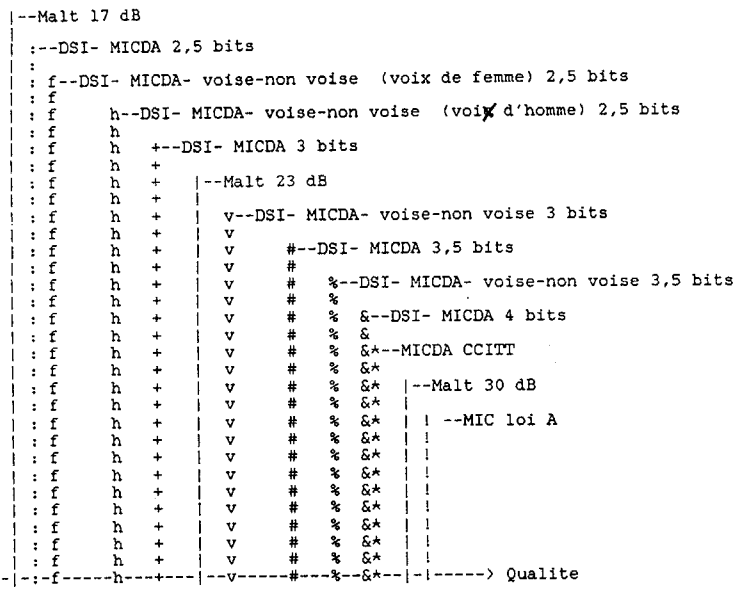 |--Malt 17 dB
:--DSI- MICDA 2,5 bits
f--DSI- MICDA- voise-non voise (voix de femme) 2,5 bits
h--DSI- MICDA- voise-non voise (voix d'homme) 2,5 bits
+--DSI- MICDA 3 bits
|--Malt 23 dB
v--DSI- MICDA- voise-non voise 3 bits
#--DSI- MICDA 3,5 bits
%--DSI- MICDA- voise-non voise 3,5 bits
&--DSI- MICDA 4 bits
&*--MICDA CCITT
|--Malt 30 dB
| ! --MIC loi A
-|-:-f-----h---+---|--v------#---%--&*--|-!-----> Qualite